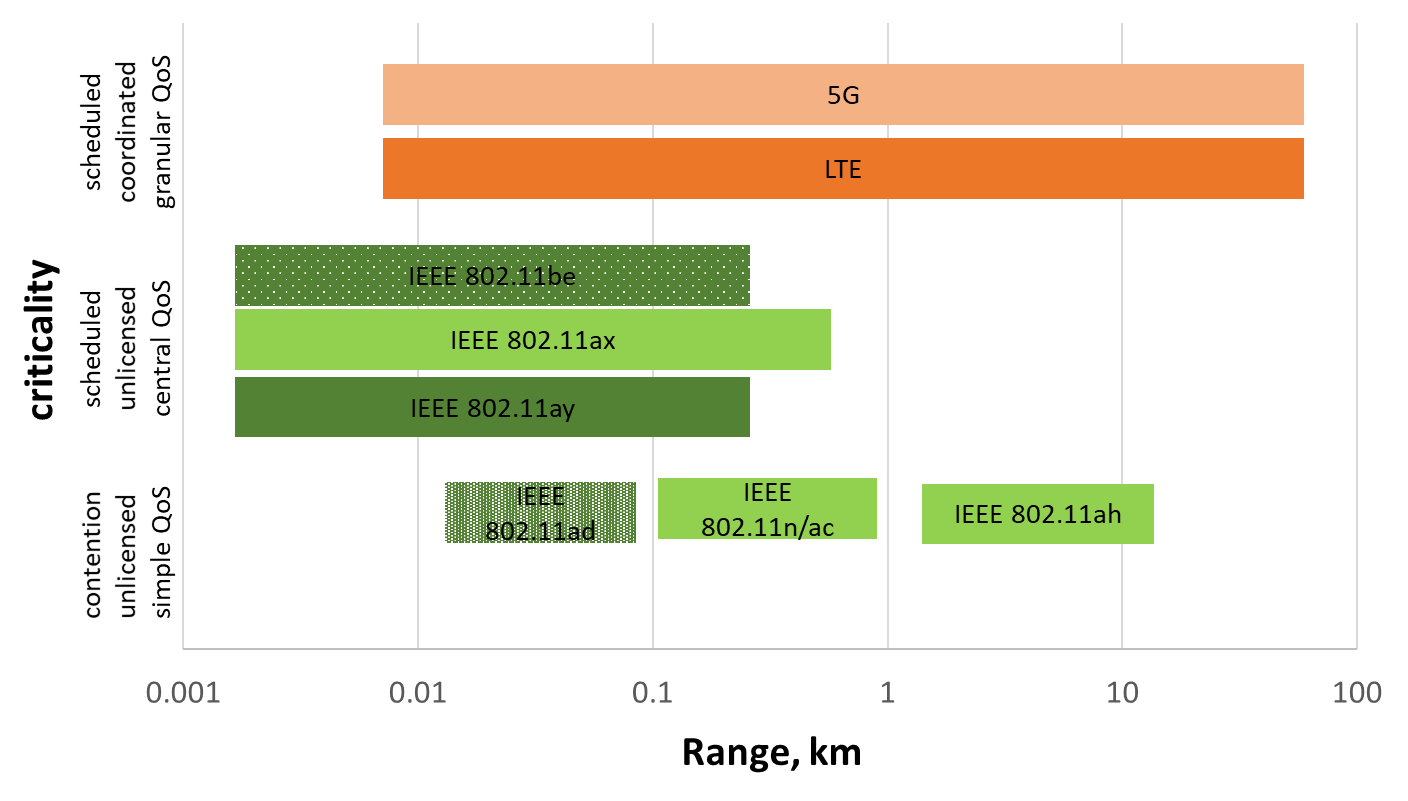 scheduled
coordinated
granular QoS
5G
LTE
criticality
scheduled
unlicensed
central QoS
IEEE 802.11be
IEEE 802.11ax
IEEE 802.11ay
contention
unlicensed
simple QoS
IEEE
802.11ad
IEEE
802.11n/ac
IEEE 802.11ah
0.001 0.01 0.1 1 10 100
Range, km